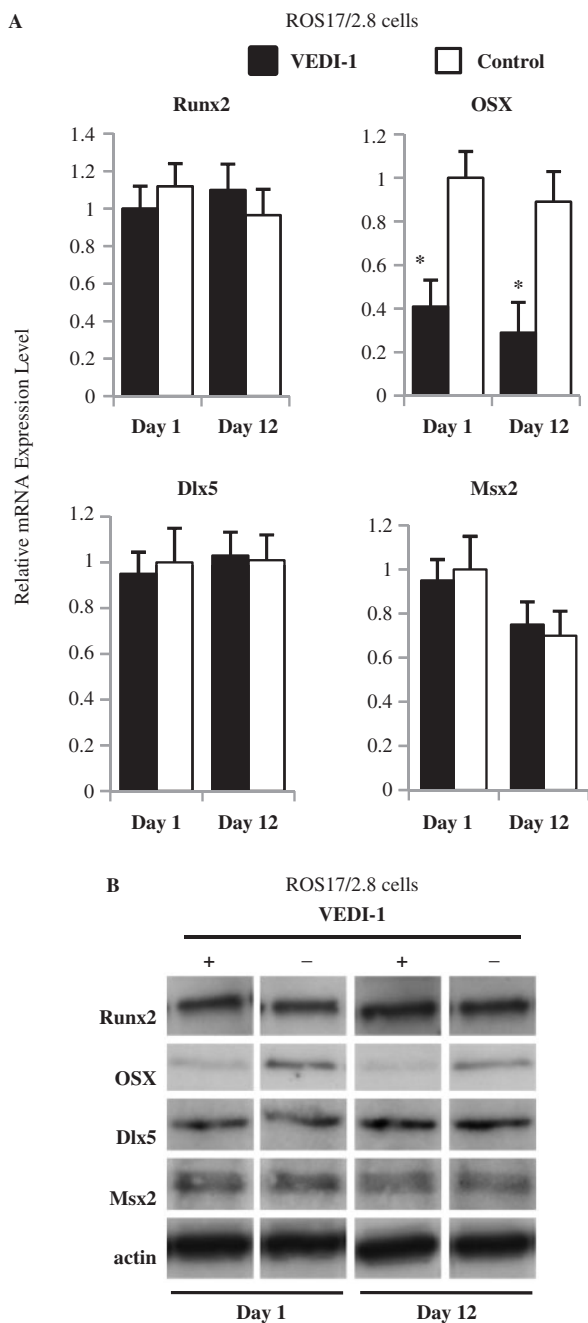 A
ROS17/2.8 cells
VEDI-1 Control
Relative mRNA Expression Level
Runx2
1.4
1.2
1
0.8
0.6
0.4
0.2
0
Day 1 Day 12
OSX
1.2
1
0.8
0.6
0.4
0.2
0
*
*
Day 1 Day 12
Dlx5
1.2
1
0.8
0.6
0.4
0.2
0
Day 1 Day 12
Msx2
1.2
1
0.8
0.6
0.4
0.2
0
Day 1 Day 12
B
ROS17/2.8 cells
VEDI-1
+ − + −
Runx2
OSX
Dlx5
Msx2
actin
Day 1 Day 12